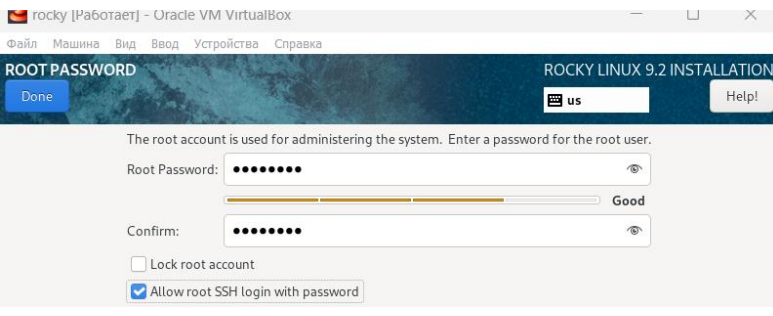 rocky [Работает] - Oracle VM VirtualBox
Файл Машина Вид Ввод Устройства Справка
ROOT PASSWORD
ROCKY LINUX 9.2 INSTALLATION
Done
us
Help!
The root account is used for administering the system. Enter a password for the root user.
Root Password: ●●●●●●●●
Good
Confirm: ●●●●●●●●
Lock root account
Allow root SSH login with password